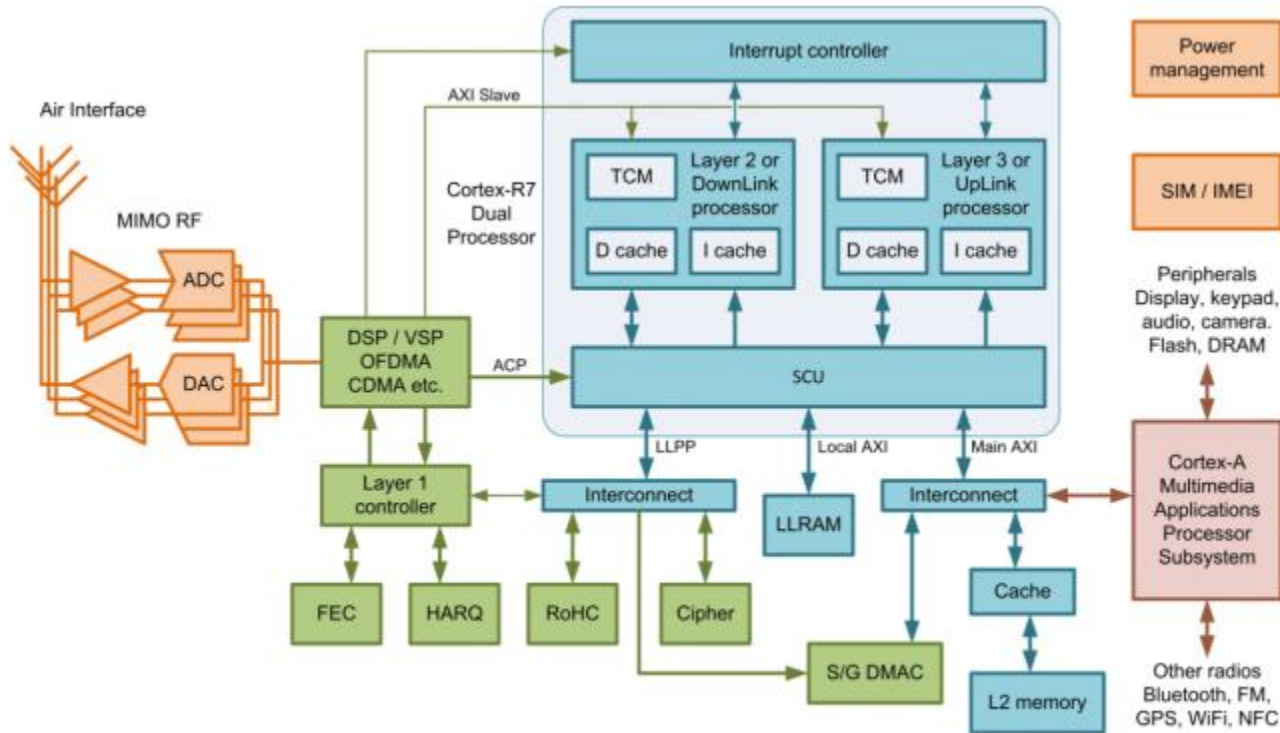 Interrupt controller
Power
management
AXI Slave
Air Interface
TCM
Layer 2 or
DownLink
processor
TCM
Layer 3 or
UpLink
processor
Cortex-R7
Dual
Processor
SIM / IMEI
MIMO RF
D cache
I cache
D cache
I cache
ADC
Peripherals
Display, keypad,
audio, camera.
Flash, DRAM
DSP / VSP
OFDMA
CDMA etc.
ACP
SCU
DAC
LLPP
Local AXI
Main AXI
Layer 1
controller
Interconnect
LLRAM
Interconnect
Cortex-A
Multimedia
Applications
Processor
Subsystem
FEC
HARQ
RoHC
Cipher
Cache
S/G DMAC
L2 memory
Other radios
Bluetooth, FM,
GPS, WiFi, NFC